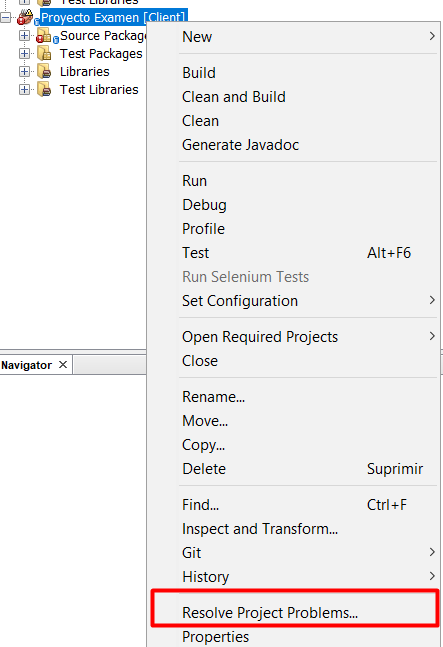 Test Libraries
Proyecto Examen [Client]
Source Package
Test Packages
Libraries
Test Libraries
Navigator
New
Build
Clean and Build
Clean
Generate Javadoc
Run
Debug
Profile
Test Alt+F6
Run Selenium Tests
Set Configuration
Open Required Projects
Close
Rename...
Move...
Copy...
Delete Suprimir
Find... Ctrl+F
Inspect and Transform...
Git
History
Resolve Project Problems...
Properties